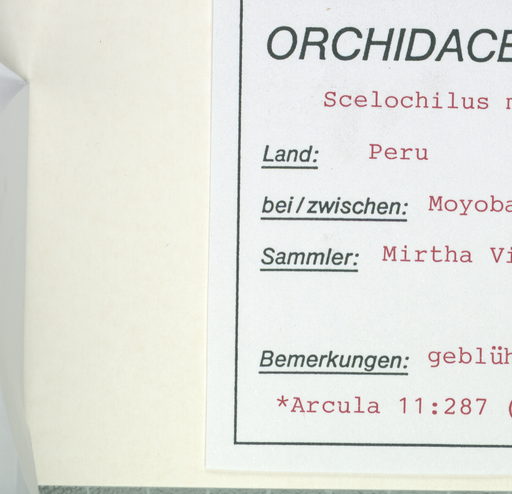 ORCHIDACE
Scelochilus
Land: Peru
bei/zwischen: Moyoba
Sammler: Mirtha Vi
Bemerkungen: geblüh
*Arcula 11:287 (